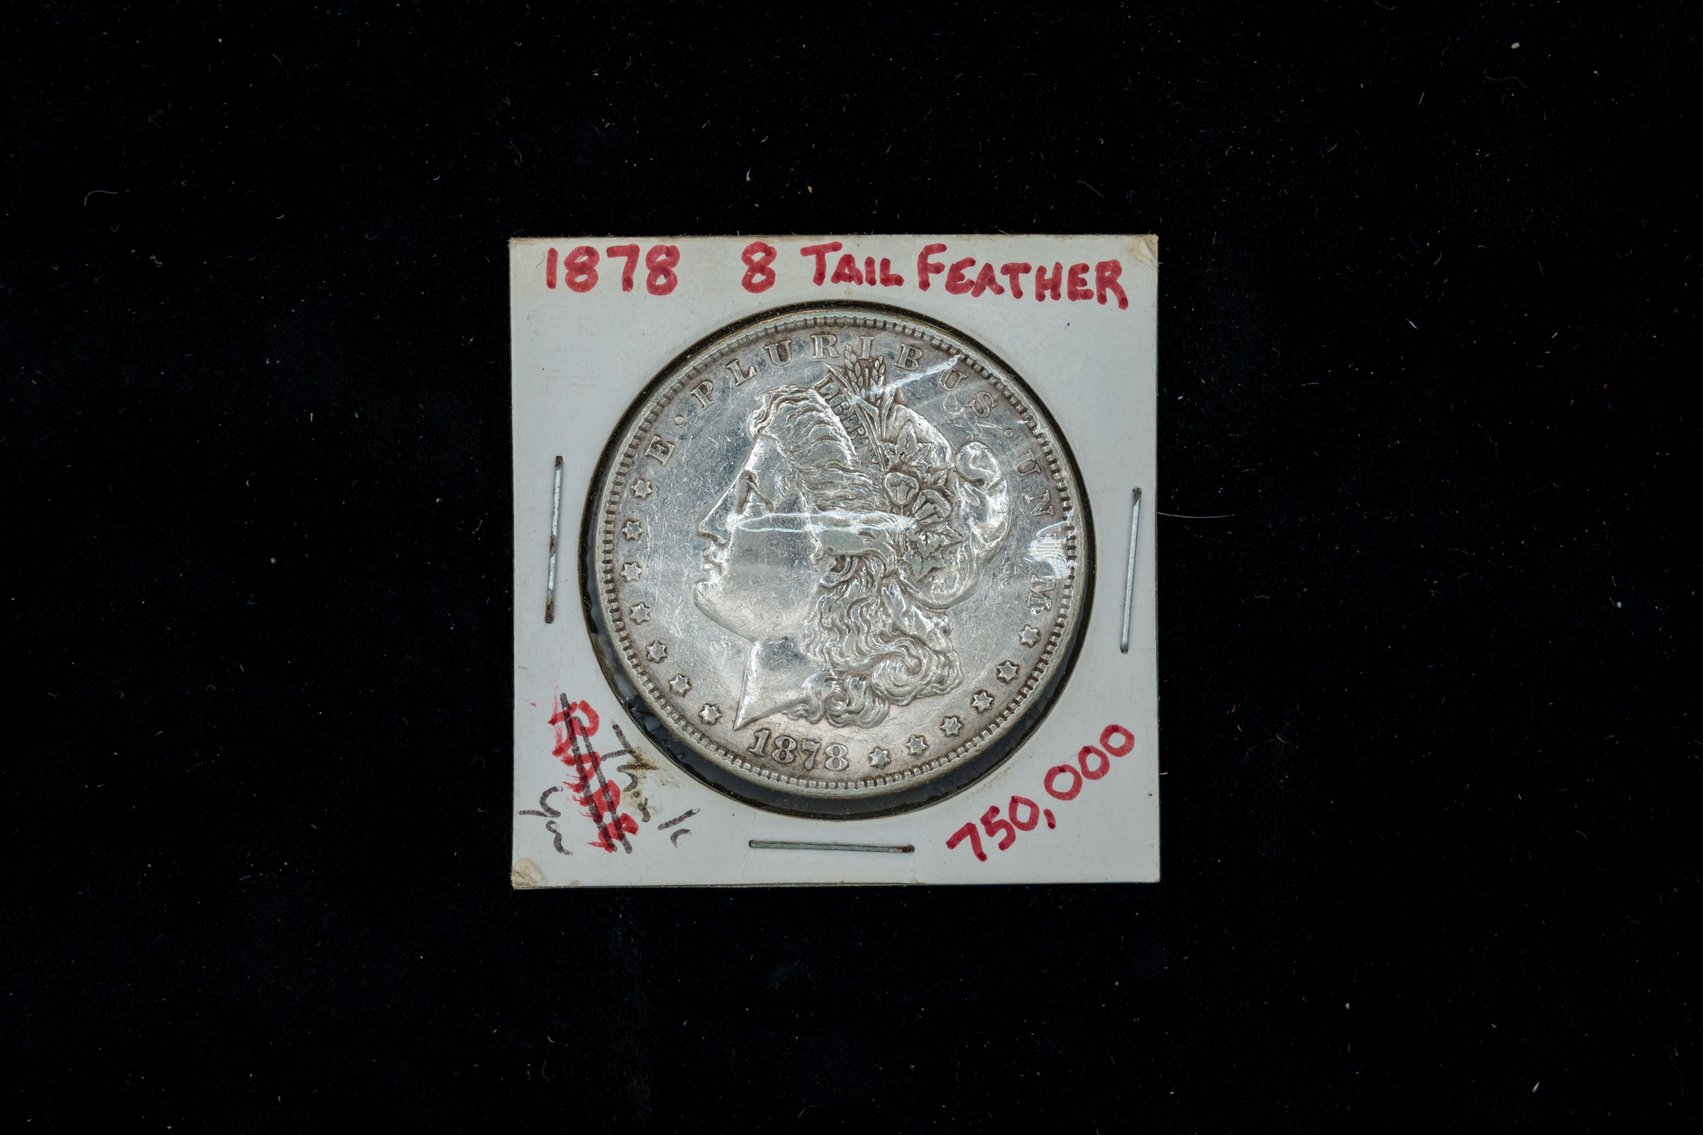 1878 8 TAIL FEATHER
E · PLURIBUS · UNUM
LIBERTY
1878
750,000